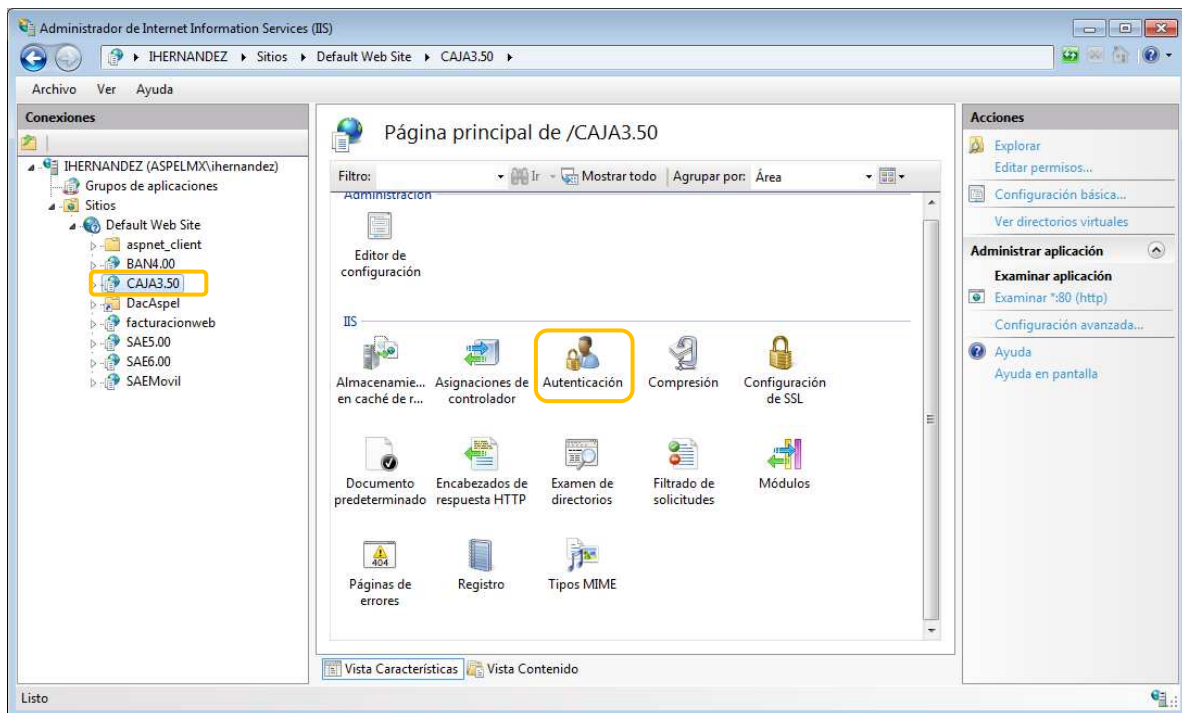 Administrador de Internet Information Services (IIS)
IHERNANDEZ Sitios Default Web Site CAJA3.50
Archivo Ver Ayuda
Conexiones
IHERNANDEZ (ASPELMX\ihernandez)
Grupos de aplicaciones
Sitios
Default Web Site
aspnet_client
BAN4.00
CAJA3.50
DacAspel
facturacionweb
SAE5.00
SAE6.00
SAEMovil
Página principal de /CAJA3.50
Filtro: Ir Mostrar todo Agrupar por: Área
Administración
Editor de
configuración
IIS
Almacenamie...
en caché de r...
Asignaciones de
controlador
Autenticación
Compresión
Configuración
de SSL
Documento
predeterminado
Encabezados de
respuesta HTTP
Examen de
directorios
Filtrado de
solicitudes
Módulos
404
Páginas de
errores
Registro
Tipos MIME
Vista Características Vista Contenido
Acciones
Explorar
Editar permisos...
Configuración básica...
Ver directorios virtuales
Administrar aplicación
Examinar aplicación
Examinar *:80 (http)
Configuración avanzada...
Ayuda
Ayuda en pantalla
Listo